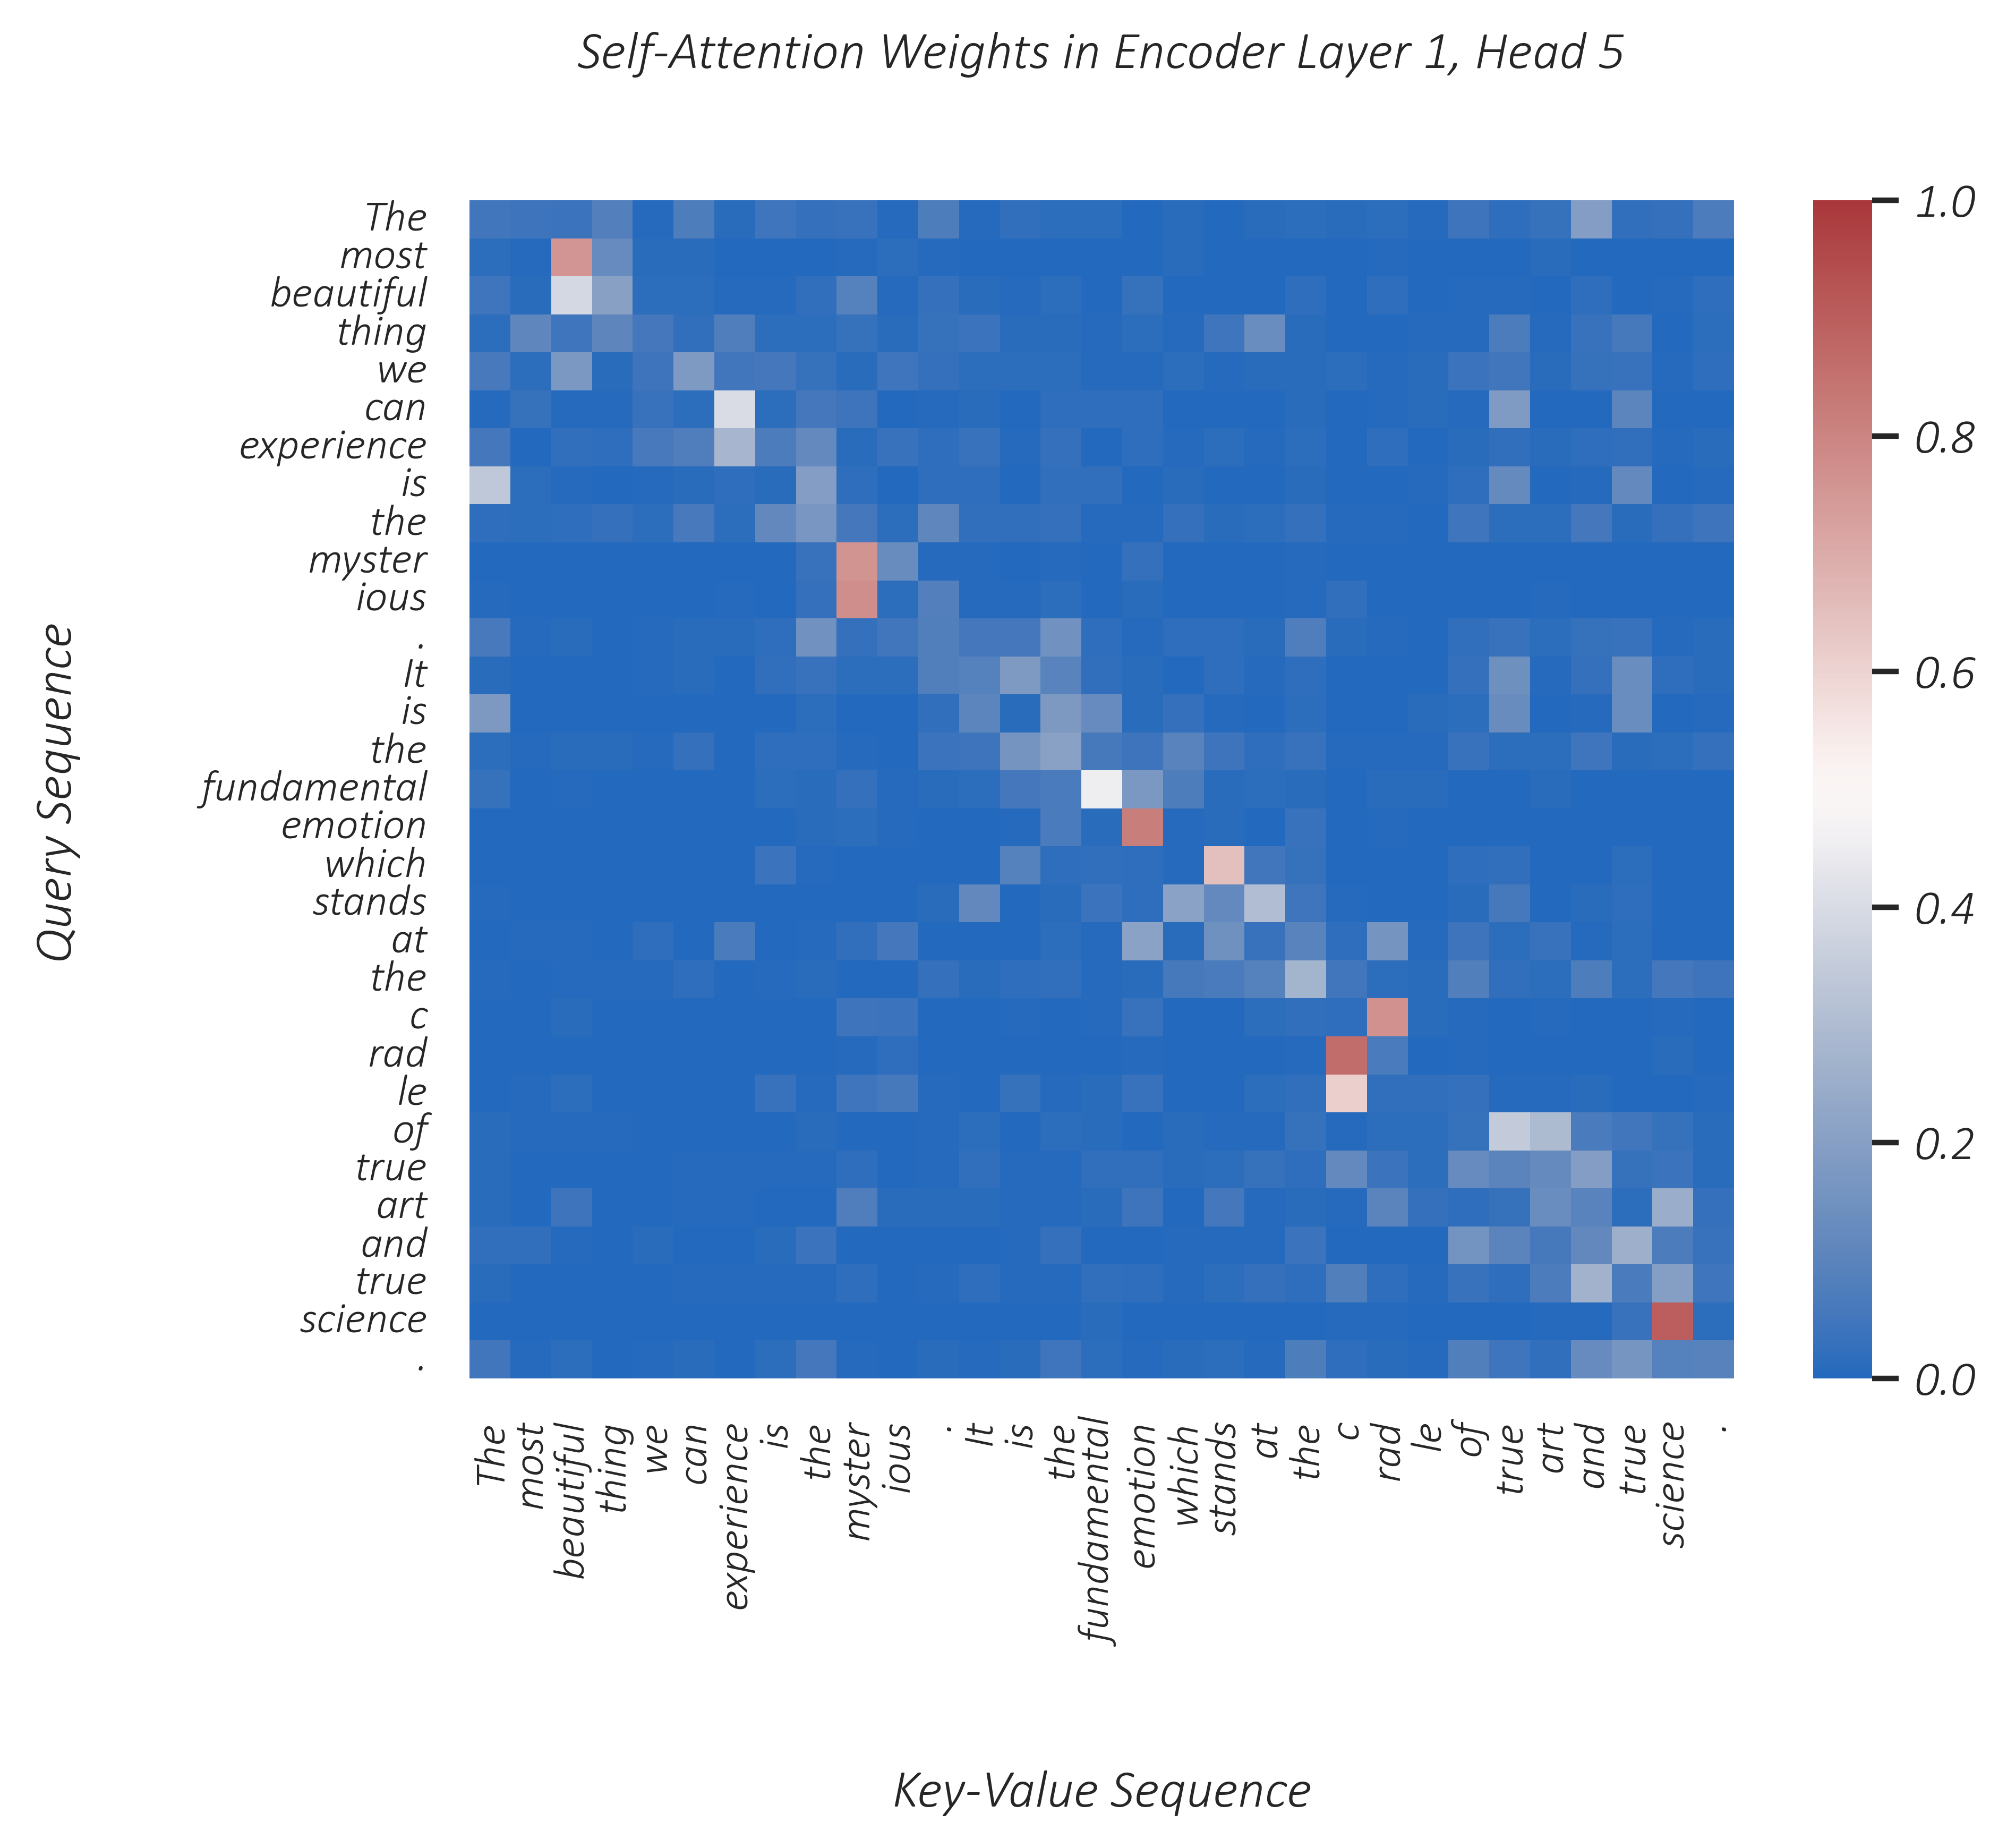 Self-Attention Weights in Encoder Layer 1, Head 5
Query Sequence
The
most
beautiful
thing
we
can
experience
is
the
myster
ious
.
It
is
the
fundamental
emotion
which
stands
at
the
c
rad
le
of
true
art
and
true
science
.
1.0
0.8
0.6
0.4
0.2
0.0
The
most
beautiful
thing
we
can
experience
is
the
myster
ious
.
It
is
the
fundamental
emotion
which
stands
at
the
c
rad
le
of
true
art
and
true
science
.
Key-Value Sequence